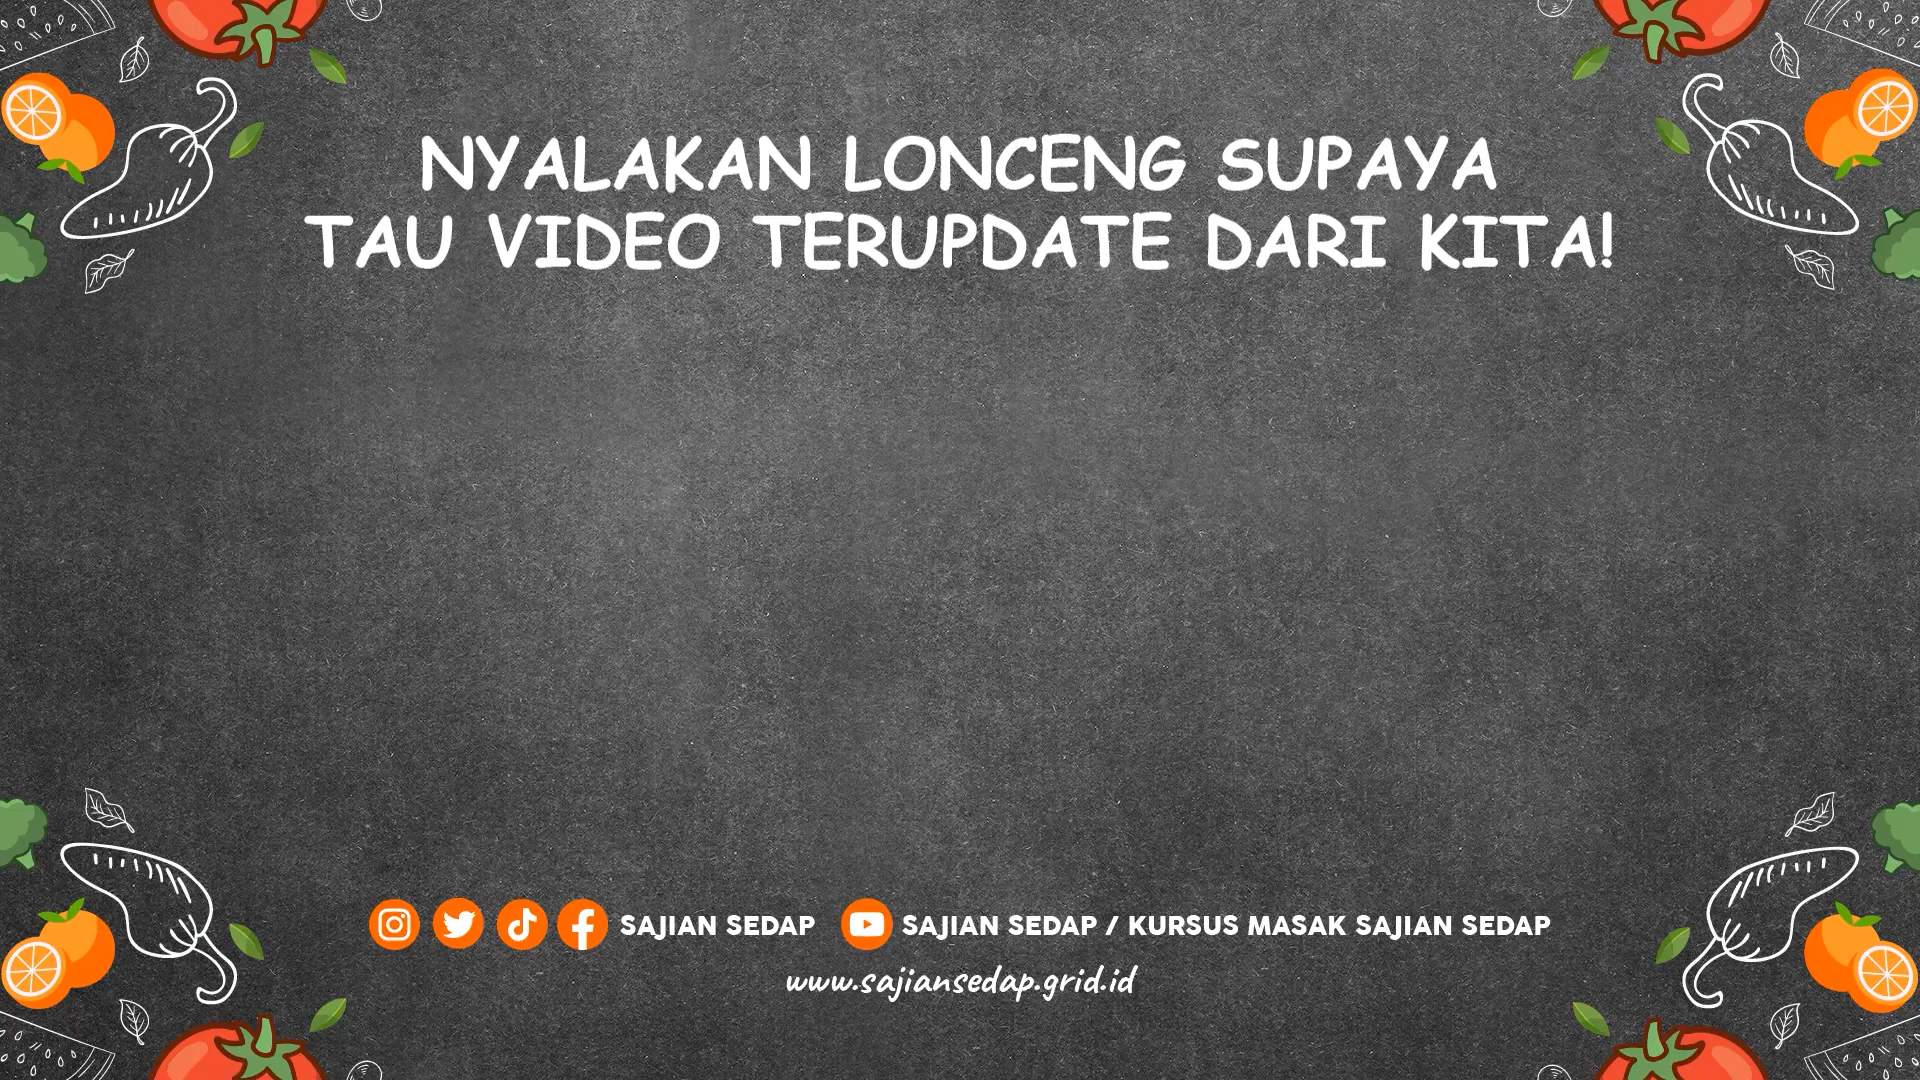 NYALAKAN LONCENG SUPAYA
TAU VIDEO TERUPDATE DARI KITA!
SAJIAN SEDAP SAJIAN SEDAP / KURSUS MASAK SAJIAN SEDAP
www.sajiansedap.grid.id